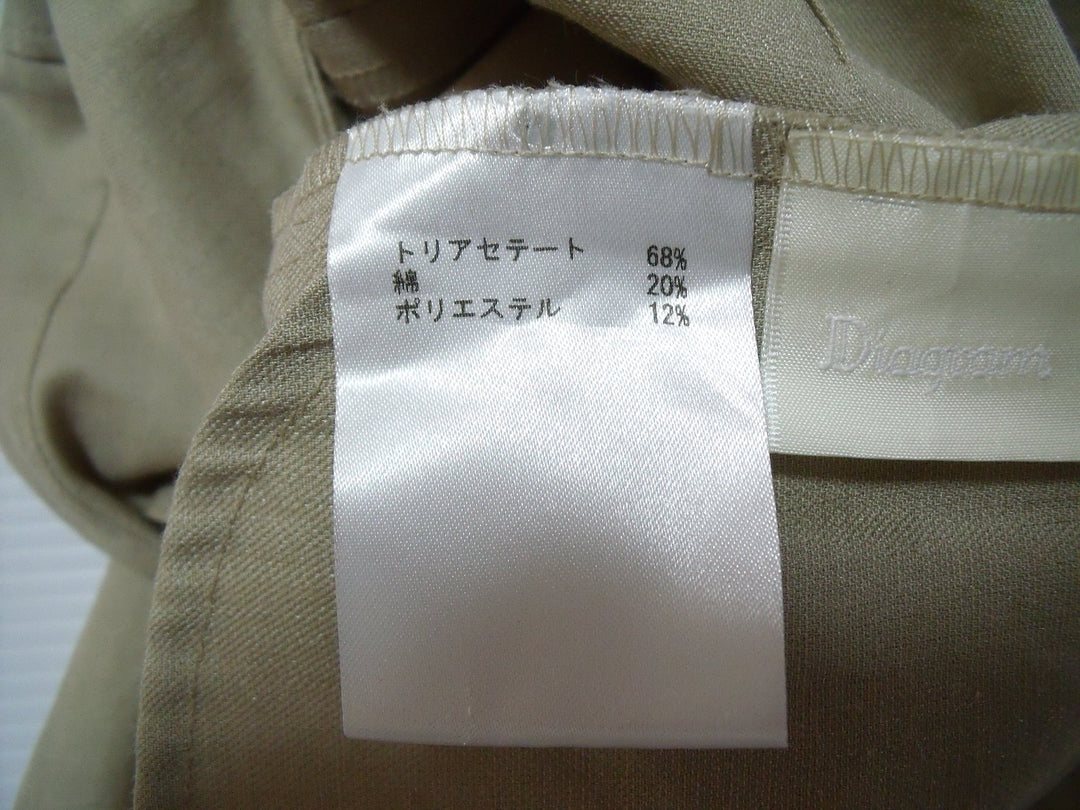 トリアセテート 68%
綿 20%
ポリエステル 12%
Diagram